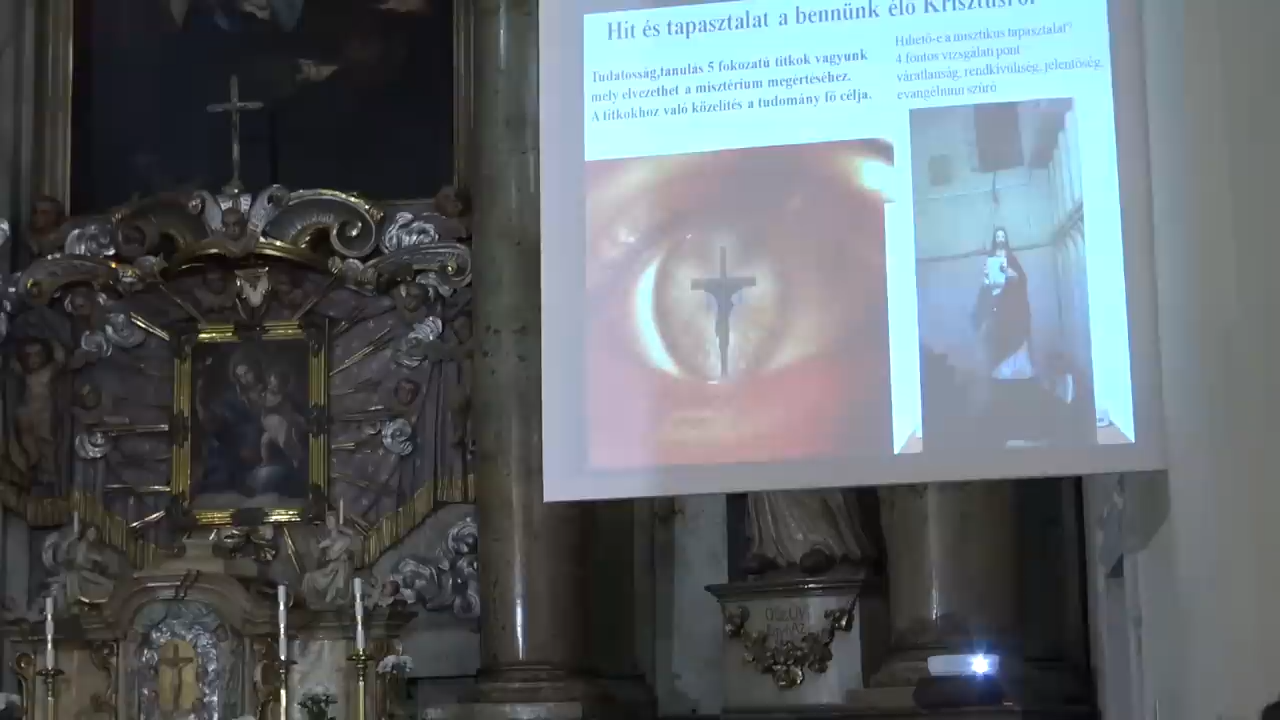 Hit és tapasztalat a bennünk élő Krisztusról
Tudatosság,tanulás 5 fokozatú titkok vagyunk
mely elvezethet a misztérium megértéséhez.
A titkokhoz való közelítés a tudomány fő célja.
Hihető-e a misztikus tapasztalat?
4 fontos vizsgálati pont
váratlanság, rendkívüliség, jelentőség,
evangéliumi szűrő